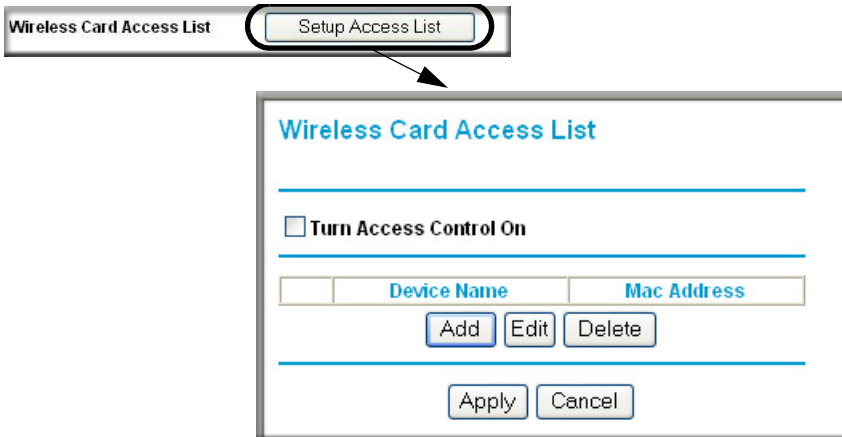 Wireless Card Access List Setup Access List
Wireless Card Access List
Turn Access Control On
Device Name Mac Address
Add Edit Delete
Apply Cancel